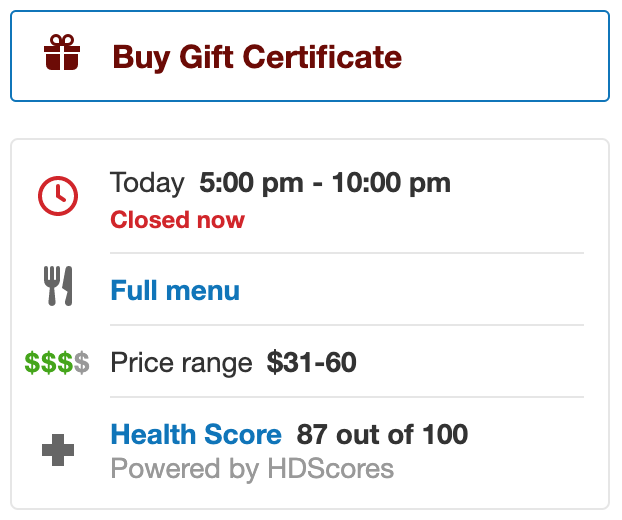 Buy Gift Certificate
Today 5:00 pm - 10:00 pm
Closed now
Full menu
$$$$ Price range $31-60
Health Score 87 out of 100
Powered by HDScores